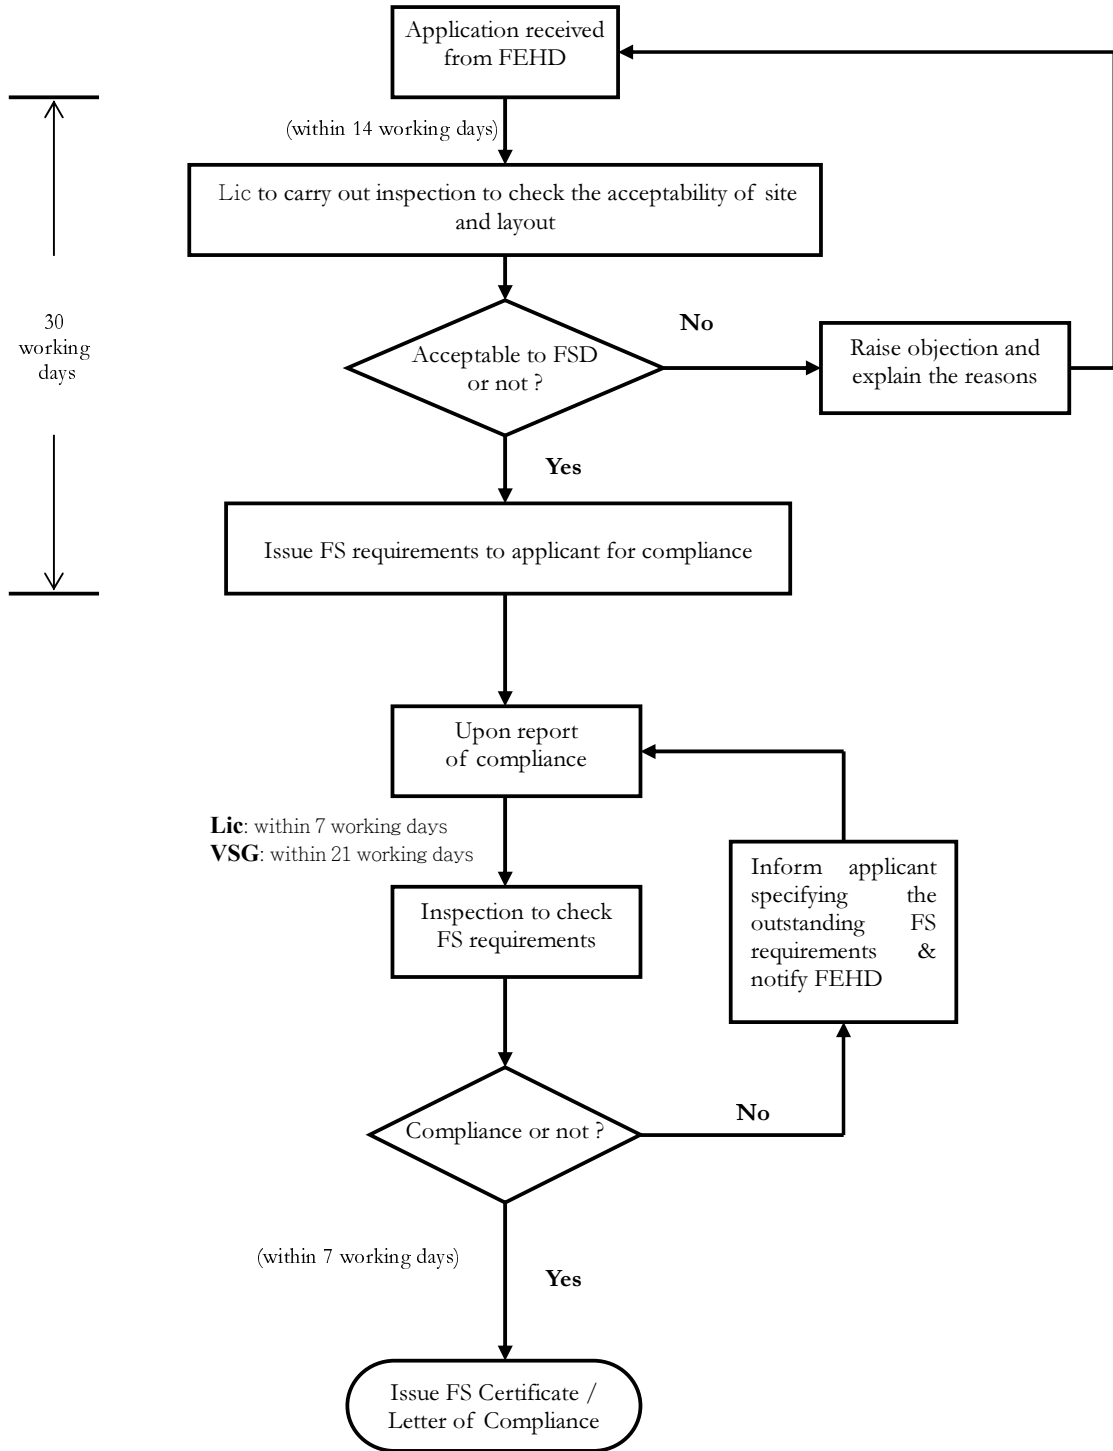 Application received
from FEHD
(within 14 working days)
Lic to carry out inspection to check the acceptability of site
and layout
30
working
days
Acceptable to FSD
or not ?
No
Raise objection and
explain the reasons
Yes
Issue FS requirements to applicant for compliance
Upon report
of compliance
Lic: within 7 working days
VSG: within 21 working days
Inspection to check
FS requirements
Inform applicant
specifying the
outstanding FS
requirements &
notify FEHD
Compliance or not ?
No
(within 7 working days)
Yes
Issue FS Certificate /
Letter of Compliance